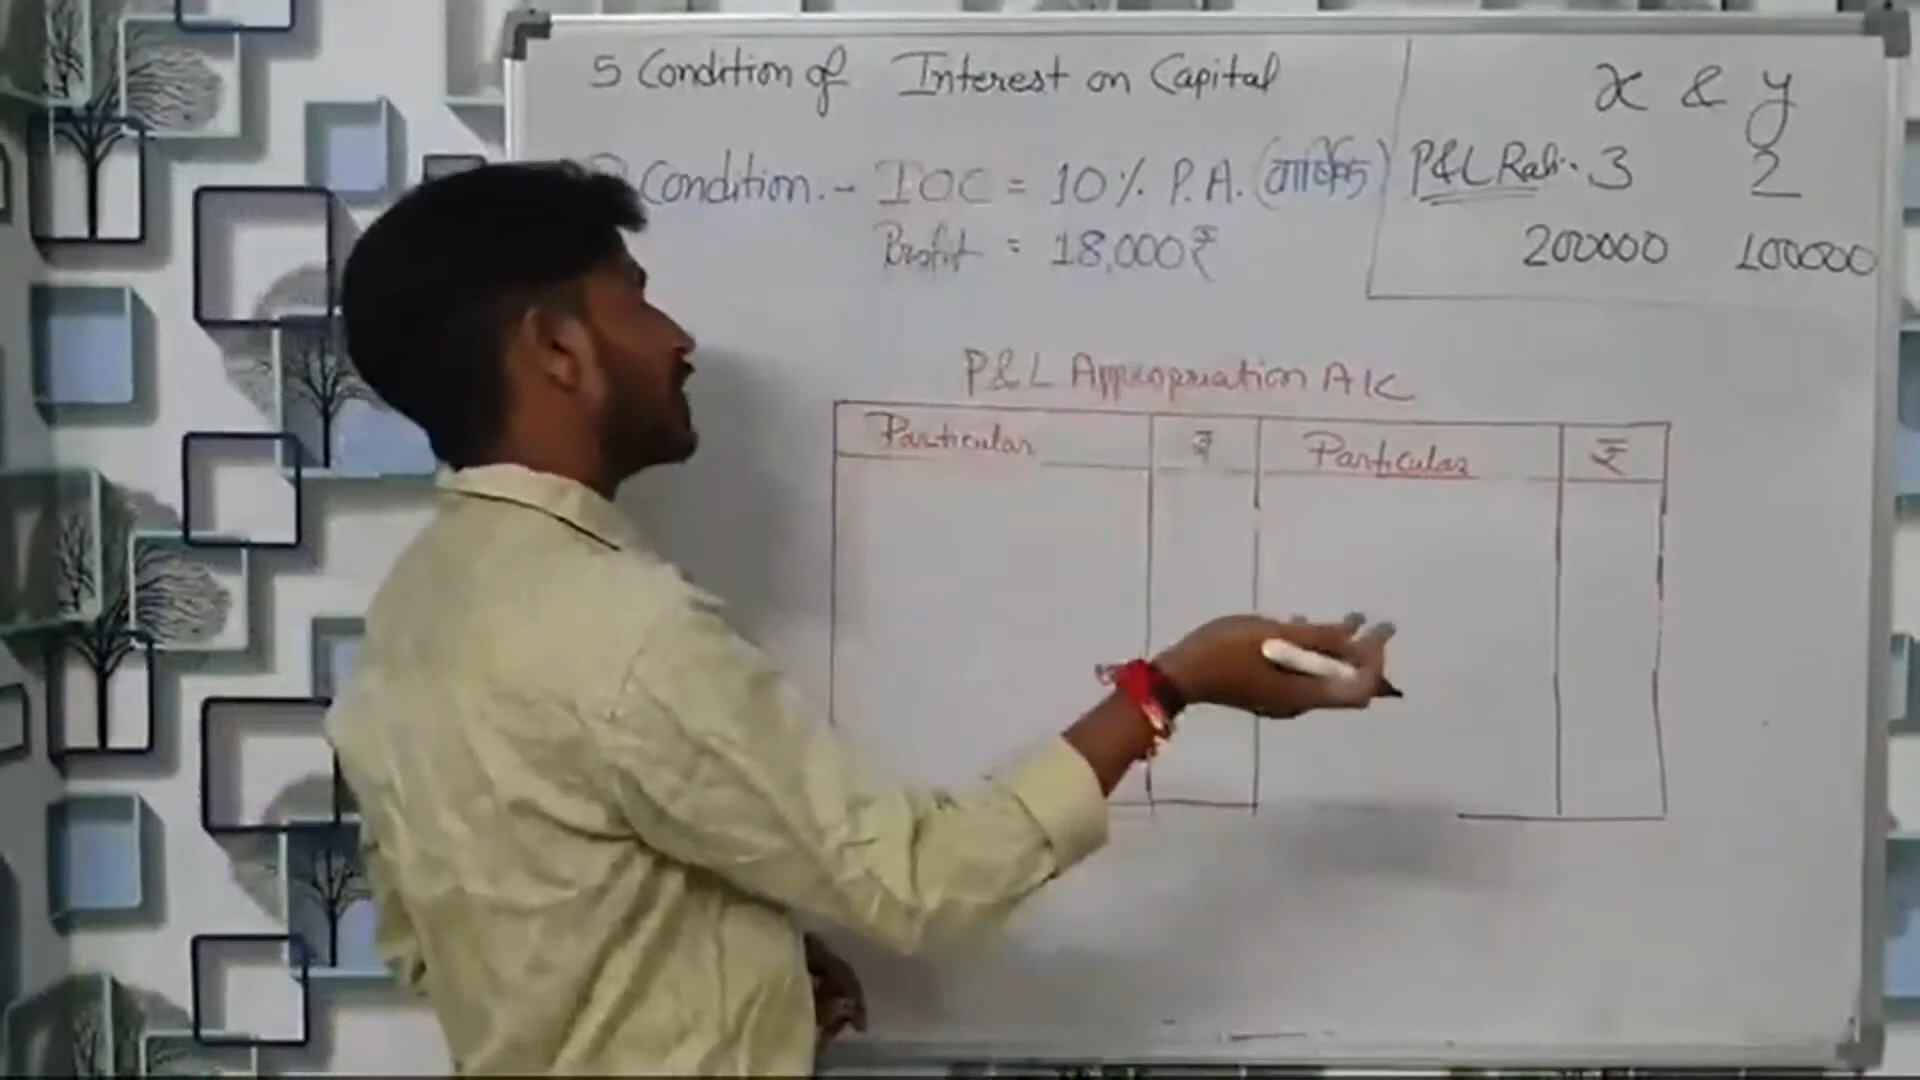 5 Condition of Interest on Capital
Condition :- IOC = 10% P.A. (वार्षिक)
Profit = 18,000₹
x & y
P&L Ratio 3 2
200000 100000
P&L Appropriation A/C
Particular ₹ Particular ₹